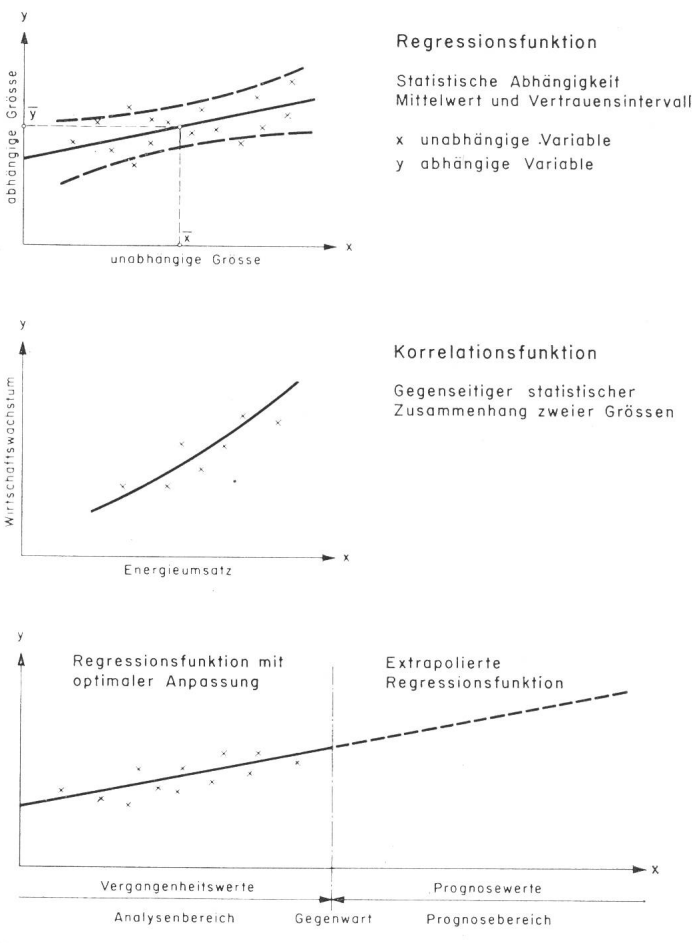 y
abhängige Grösse
y
x
x
unabhängige Grösse
Regressionsfunktion
Statistische Abhängigkeit
Mittelwert und Vertrauensintervall
x unabhängige Variable
y abhängige Variable
y
Wirtschaftswachstum
x
Energieumsatz
Korrelationsfunktion
Gegenseitiger statistischer
Zusammenhang zweier Grössen
y
Regressionsfunktion mit
optimaler Anpassung
Extrapolierte
Regressionsfunktion
x
Vergangenheitswerte
Prognosewerte
Analysenbereich
Gegenwart
Prognosebereich